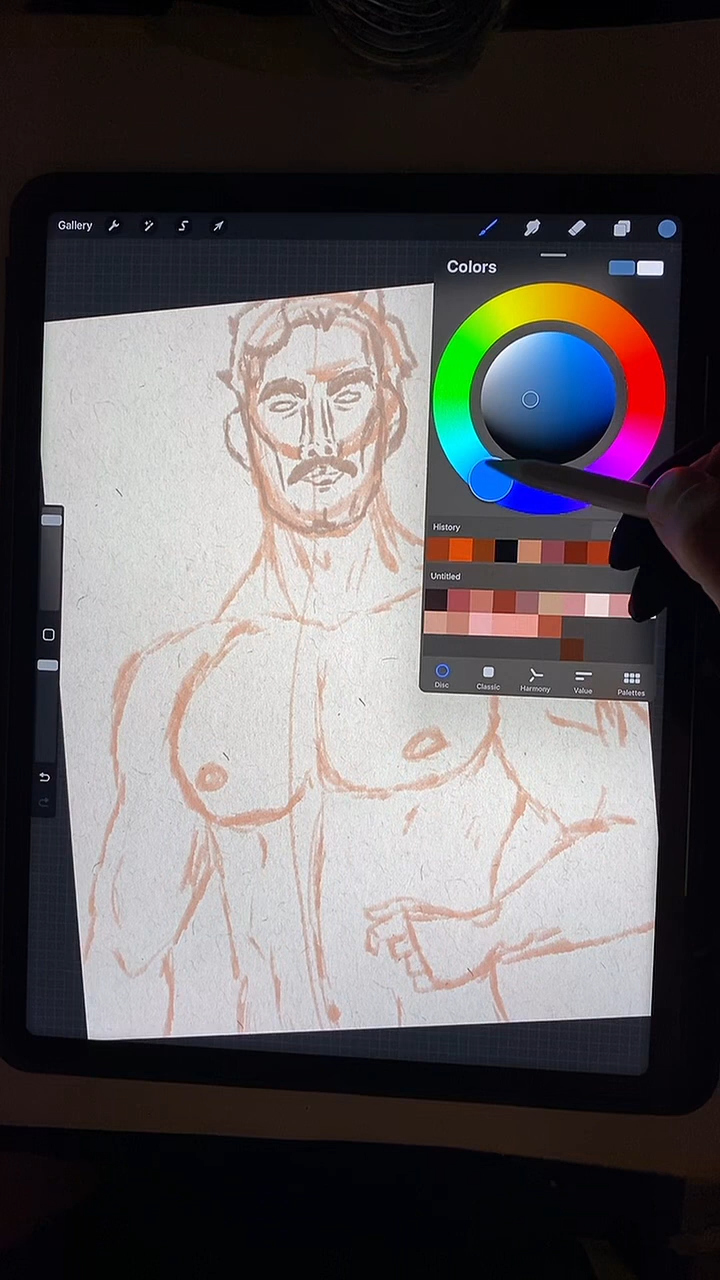 Gallery
Colors
History
Untitled
Disc
Classic
Harmony
Value
Palettes